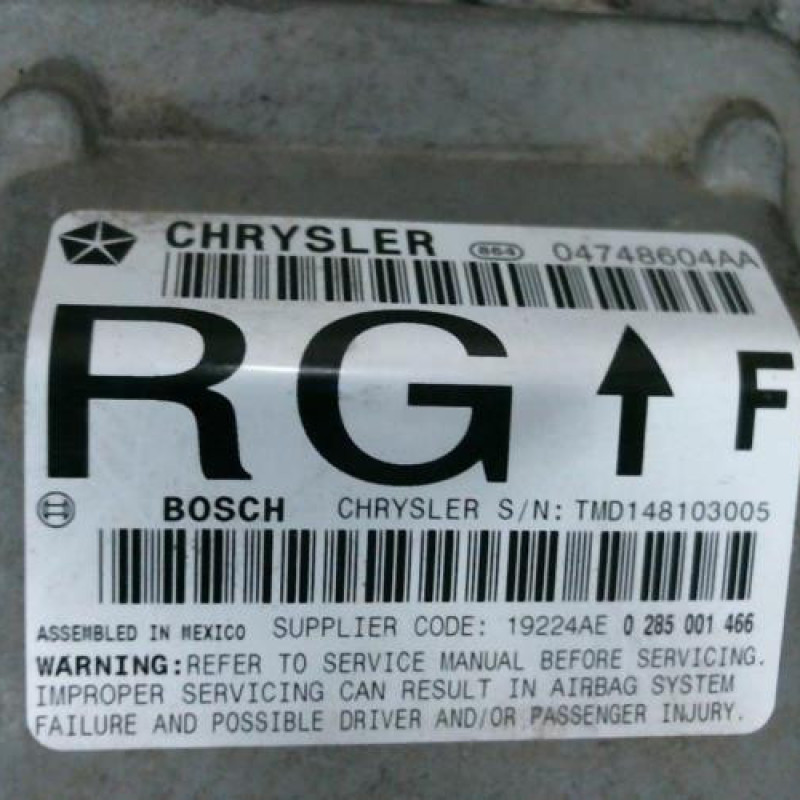 CHRYSLER 864 04748604AA
RG F
BOSCH CHRYSLER S/N: TMD148103005
ASSEMBLED IN MEXICO SUPPLIER CODE: 19224AE 0 285 001 466
WARNING: REFER TO SERVICE MANUAL BEFORE SERVICING.
IMPROPER SERVICING CAN RESULT IN AIRBAG SYSTEM
FAILURE AND POSSIBLE DRIVER AND/OR PASSENGER INJURY.